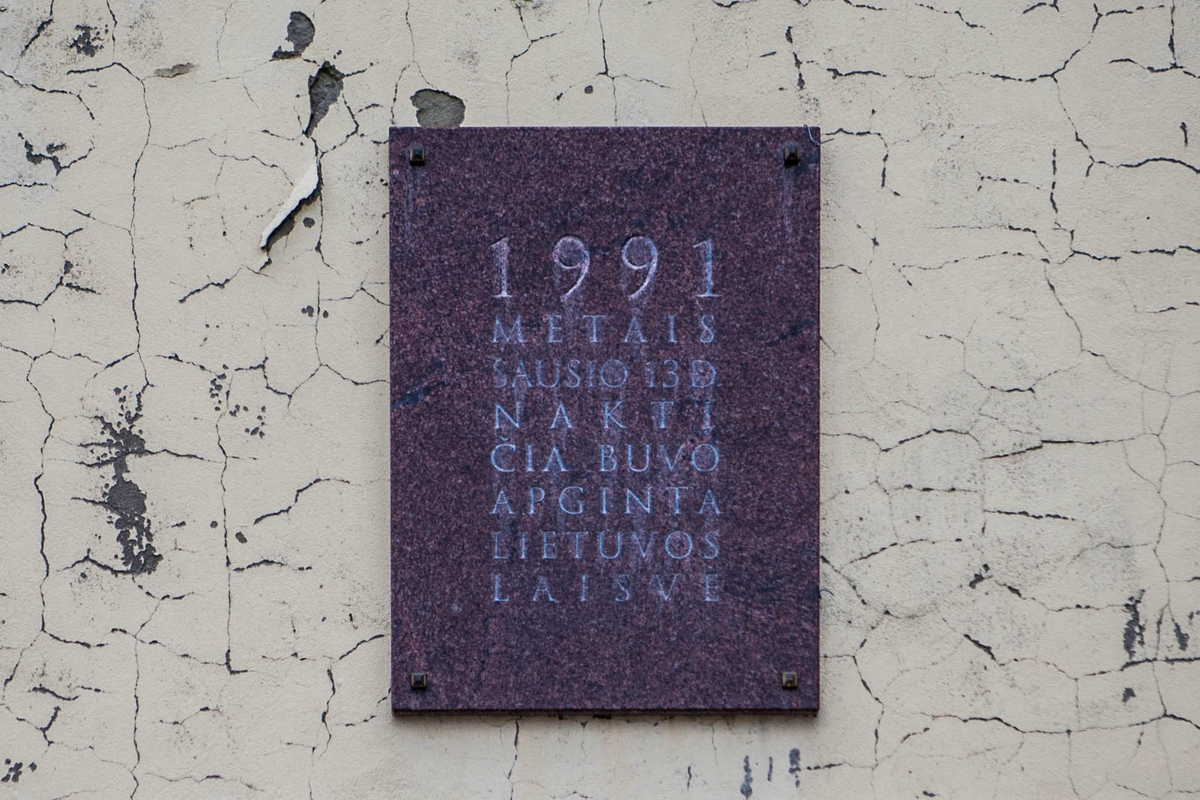 1991
METAIS
SAUSIO 13 D
NAKTĮ
ČIA BUVO
APGINTA
LIETUVOS
LAISVĖ